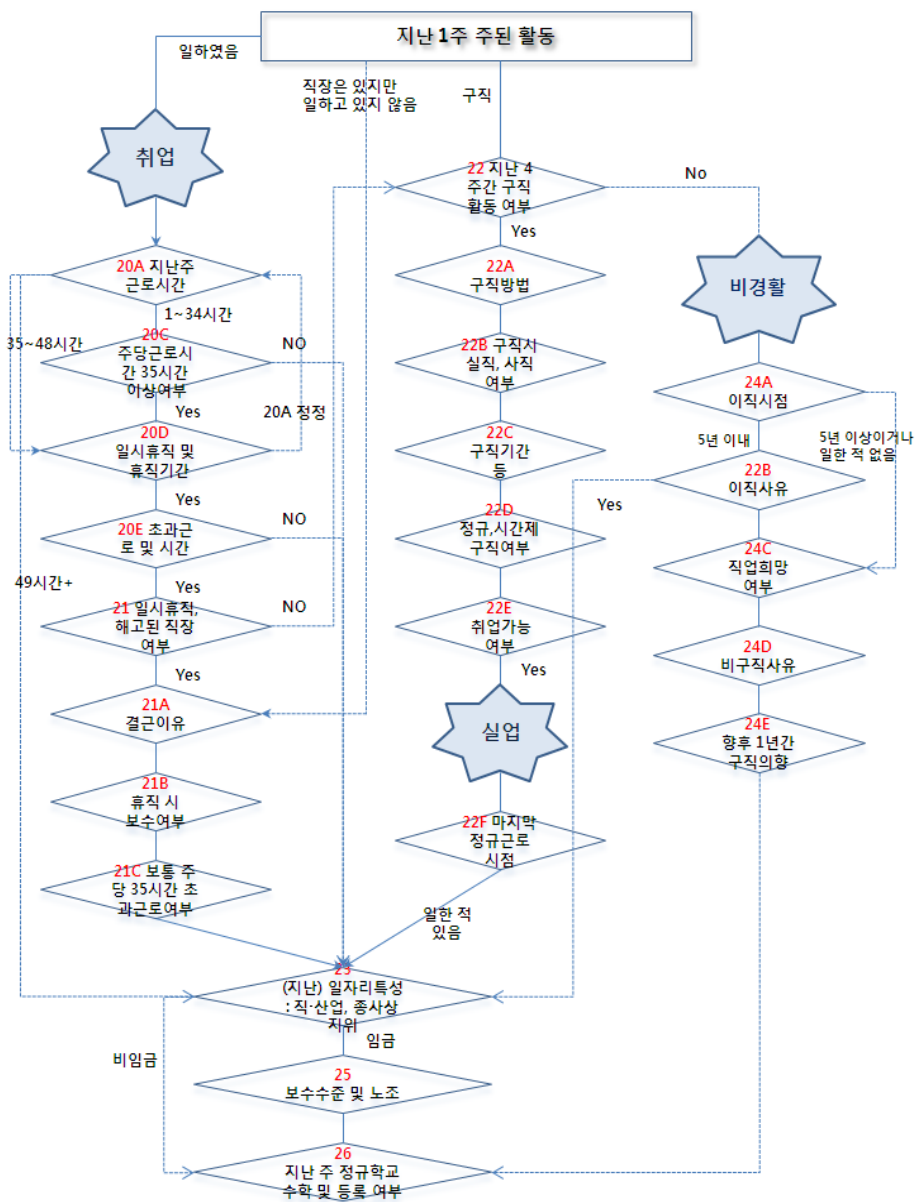 지난 1주 주된 활동
일하였음
직장은 있지만
일하고 있지 않음
구직
취업
22 지난 4
주간 구직
활동 여부
No
Yes
20A 지난주
근로시간
22A
구직방법
비경활
1~34시간
35~48시간
20C
주당근로시
간 35시간
이상여부
NO
22B 구직시
실직, 사직
여부
24A
이직시점
Yes
20A 정정
20D
일시휴직 및
휴직기간
22C
구직기간
등
5년 이내
5년 이상이거나
일한 적 없음
22B
이직사유
Yes
NO
Yes
20E 초과근
로 및 시간
22D
정규,시간제
구직여부
24C
직업희망
여부
49시간+
Yes
NO
21 일시휴직,
해고된 직장
여부
22E
취업가능
여부
24D
비구직사유
Yes
Yes
21A
결근이유
실업
24E
향후 1년간
구직의향
21B
휴직 시
보수여부
22F 마지막
정규근로
시점
21C 보통 주
당 35시간 초
과근로여부
일한 적
있음
23
(지난) 일자리특성
: 직·산업, 종사상
지위
임금
비임금
25
보수수준 및 노조
26
지난 주 정규학교
수학 및 등록 여부